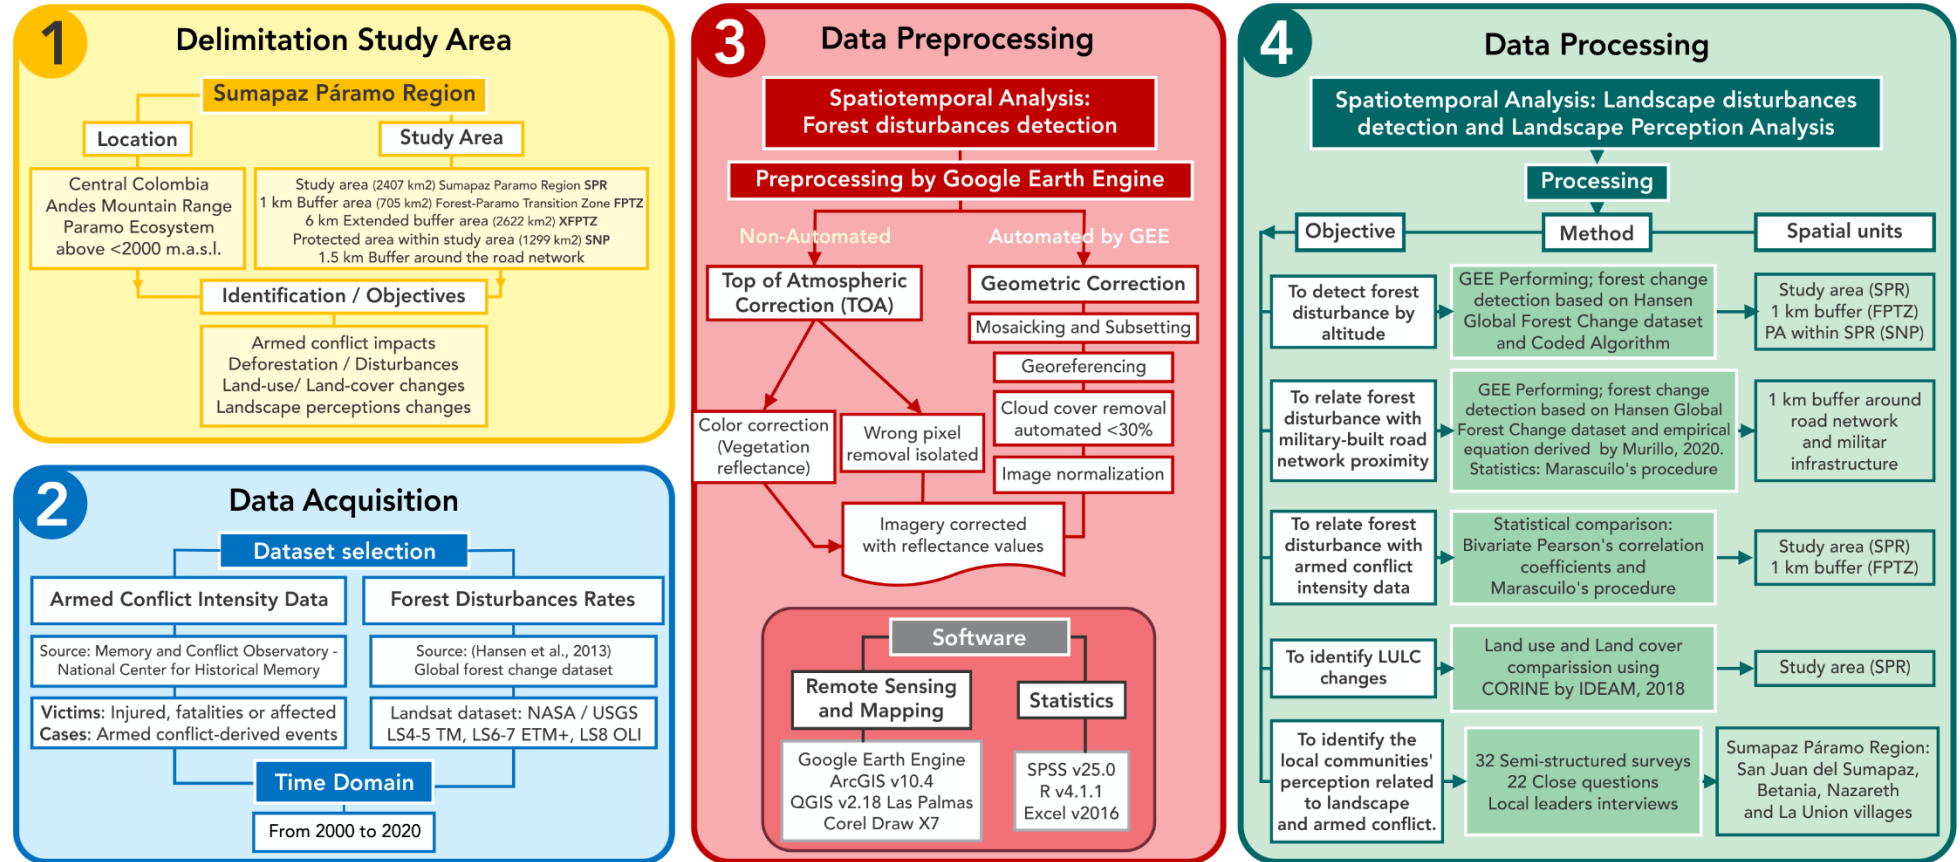 1
Delimitation Study Area
Sumapaz Páramo Region
Location
Study Area
Central Colombia
Andes Mountain Range
Paramo Ecosystem
above <2000 m.a.s.l.
Study area (2407 km2) Sumapaz Paramo Region SPR
1 km Buffer area (705 km2) Forest-Paramo Transition Zone FPTZ
6 km Extended buffer area (2622 km2) XFPTZ
Protected area within study area (1299 km2) SNP
1.5 km Buffer around the road network
Identification / Objectives
Armed conflict impacts
Deforestation / Disturbances
Land-use/ Land-cover changes
Landscape perceptions changes
2
Data Acquisition
Dataset selection
Armed Conflict Intensity Data
Source: Memory and Conflict Observatory -
National Center for Historical Memory
Victims: Injured, fatalities or affected
Cases: Armed conflict-derived events
Forest Disturbances Rates
Source: (Hansen et al., 2013)
Global forest change dataset
Landsat dataset: NASA / USGS
LS4-5 TM, LS6-7 ETM+, LS8 OLI
Time Domain
From 2000 to 2020
3
Data Preprocessing
Spatiotemporal Analysis:
Forest disturbances detection
Preprocessing by Google Earth Engine
Non-Automated
Automated by GEE
Top of Atmospheric
Correction (TOA)
Color correction
(Vegetation
reflectance)
Wrong pixel
removal isolated
Geometric Correction
Mosaicking and Subsetting
Georeferencing
Cloud cover removal
automated <30%
Image normalization
Imagery corrected
with reflectance values
Software
Remote Sensing
and Mapping
Google Earth Engine
ArcGIS v10.4
QGIS v2.18 Las Palmas
Corel Draw X7
Statistics
SPSS v25.0
R v4.1.1
Excel v2016
4
Data Processing
Spatiotemporal Analysis: Landscape disturbances
detection and Landscape Perception Analysis
Processing
Objective
Method
Spatial units
To detect forest
disturbance by
altitude
GEE Performing; forest change
detection based on Hansen
Global Forest Change dataset
and Coded Algorithm
Study area (SPR)
1 km buffer (FPTZ)
PA within SPR (SNP)
To relate forest
disturbance with
military-built road
network proximity
GEE Performing; forest change
detection based on Hansen Global
Forest Change dataset and empirical
equation derived by Murillo, 2020.
Statistics: Marascuilo's procedure
1 km buffer around
road network
and militar
infrastructure
To relate forest
disturbance with
armed conflict
intensity data
Statistical comparison:
Bivariate Pearson's correlation
coefficients and
Marascuilo's procedure
Study area (SPR)
1 km buffer (FPTZ)
To identify LULC
changes
Land use and Land cover
comparission using
CORINE by IDEAM, 2018
Study area (SPR)
To identify the
local communities'
perception related
to landscape
and armed conflict.
32 Semi-structured surveys
22 Close questions
Local leaders interviews
Sumapaz Páramo Region:
San Juan del Sumapaz,
Betania, Nazareth
and La Union villages